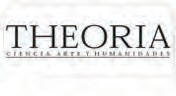 THEORIA
CIENCIA, ARTE Y HUMANIDADES